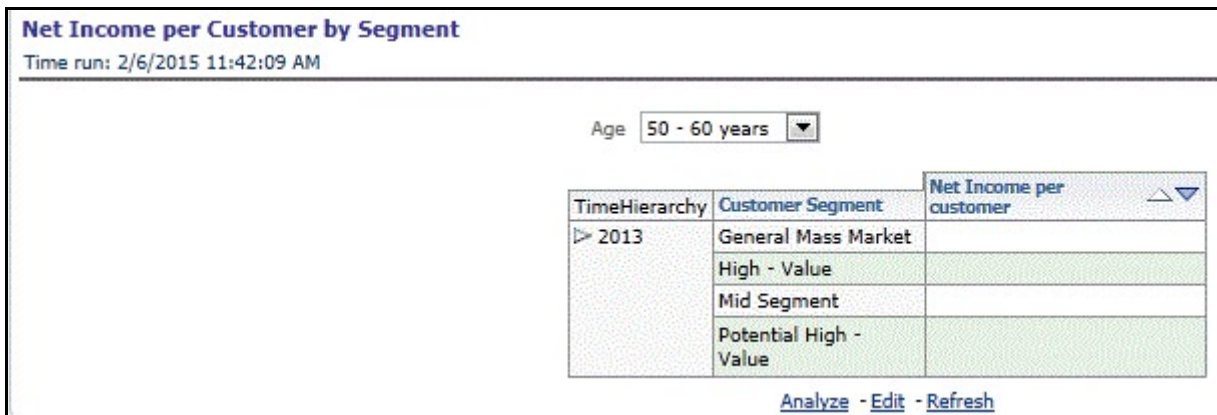 Net Income per Customer by Segment
Time run: 2/6/2015 11:42:09 AM
Age 50 - 60 years
TimeHierarchy Customer Segment Net Income per customer
2013 General Mass Market
High - Value
Mid Segment
Potential High -
Value
Analyze - Edit - Refresh